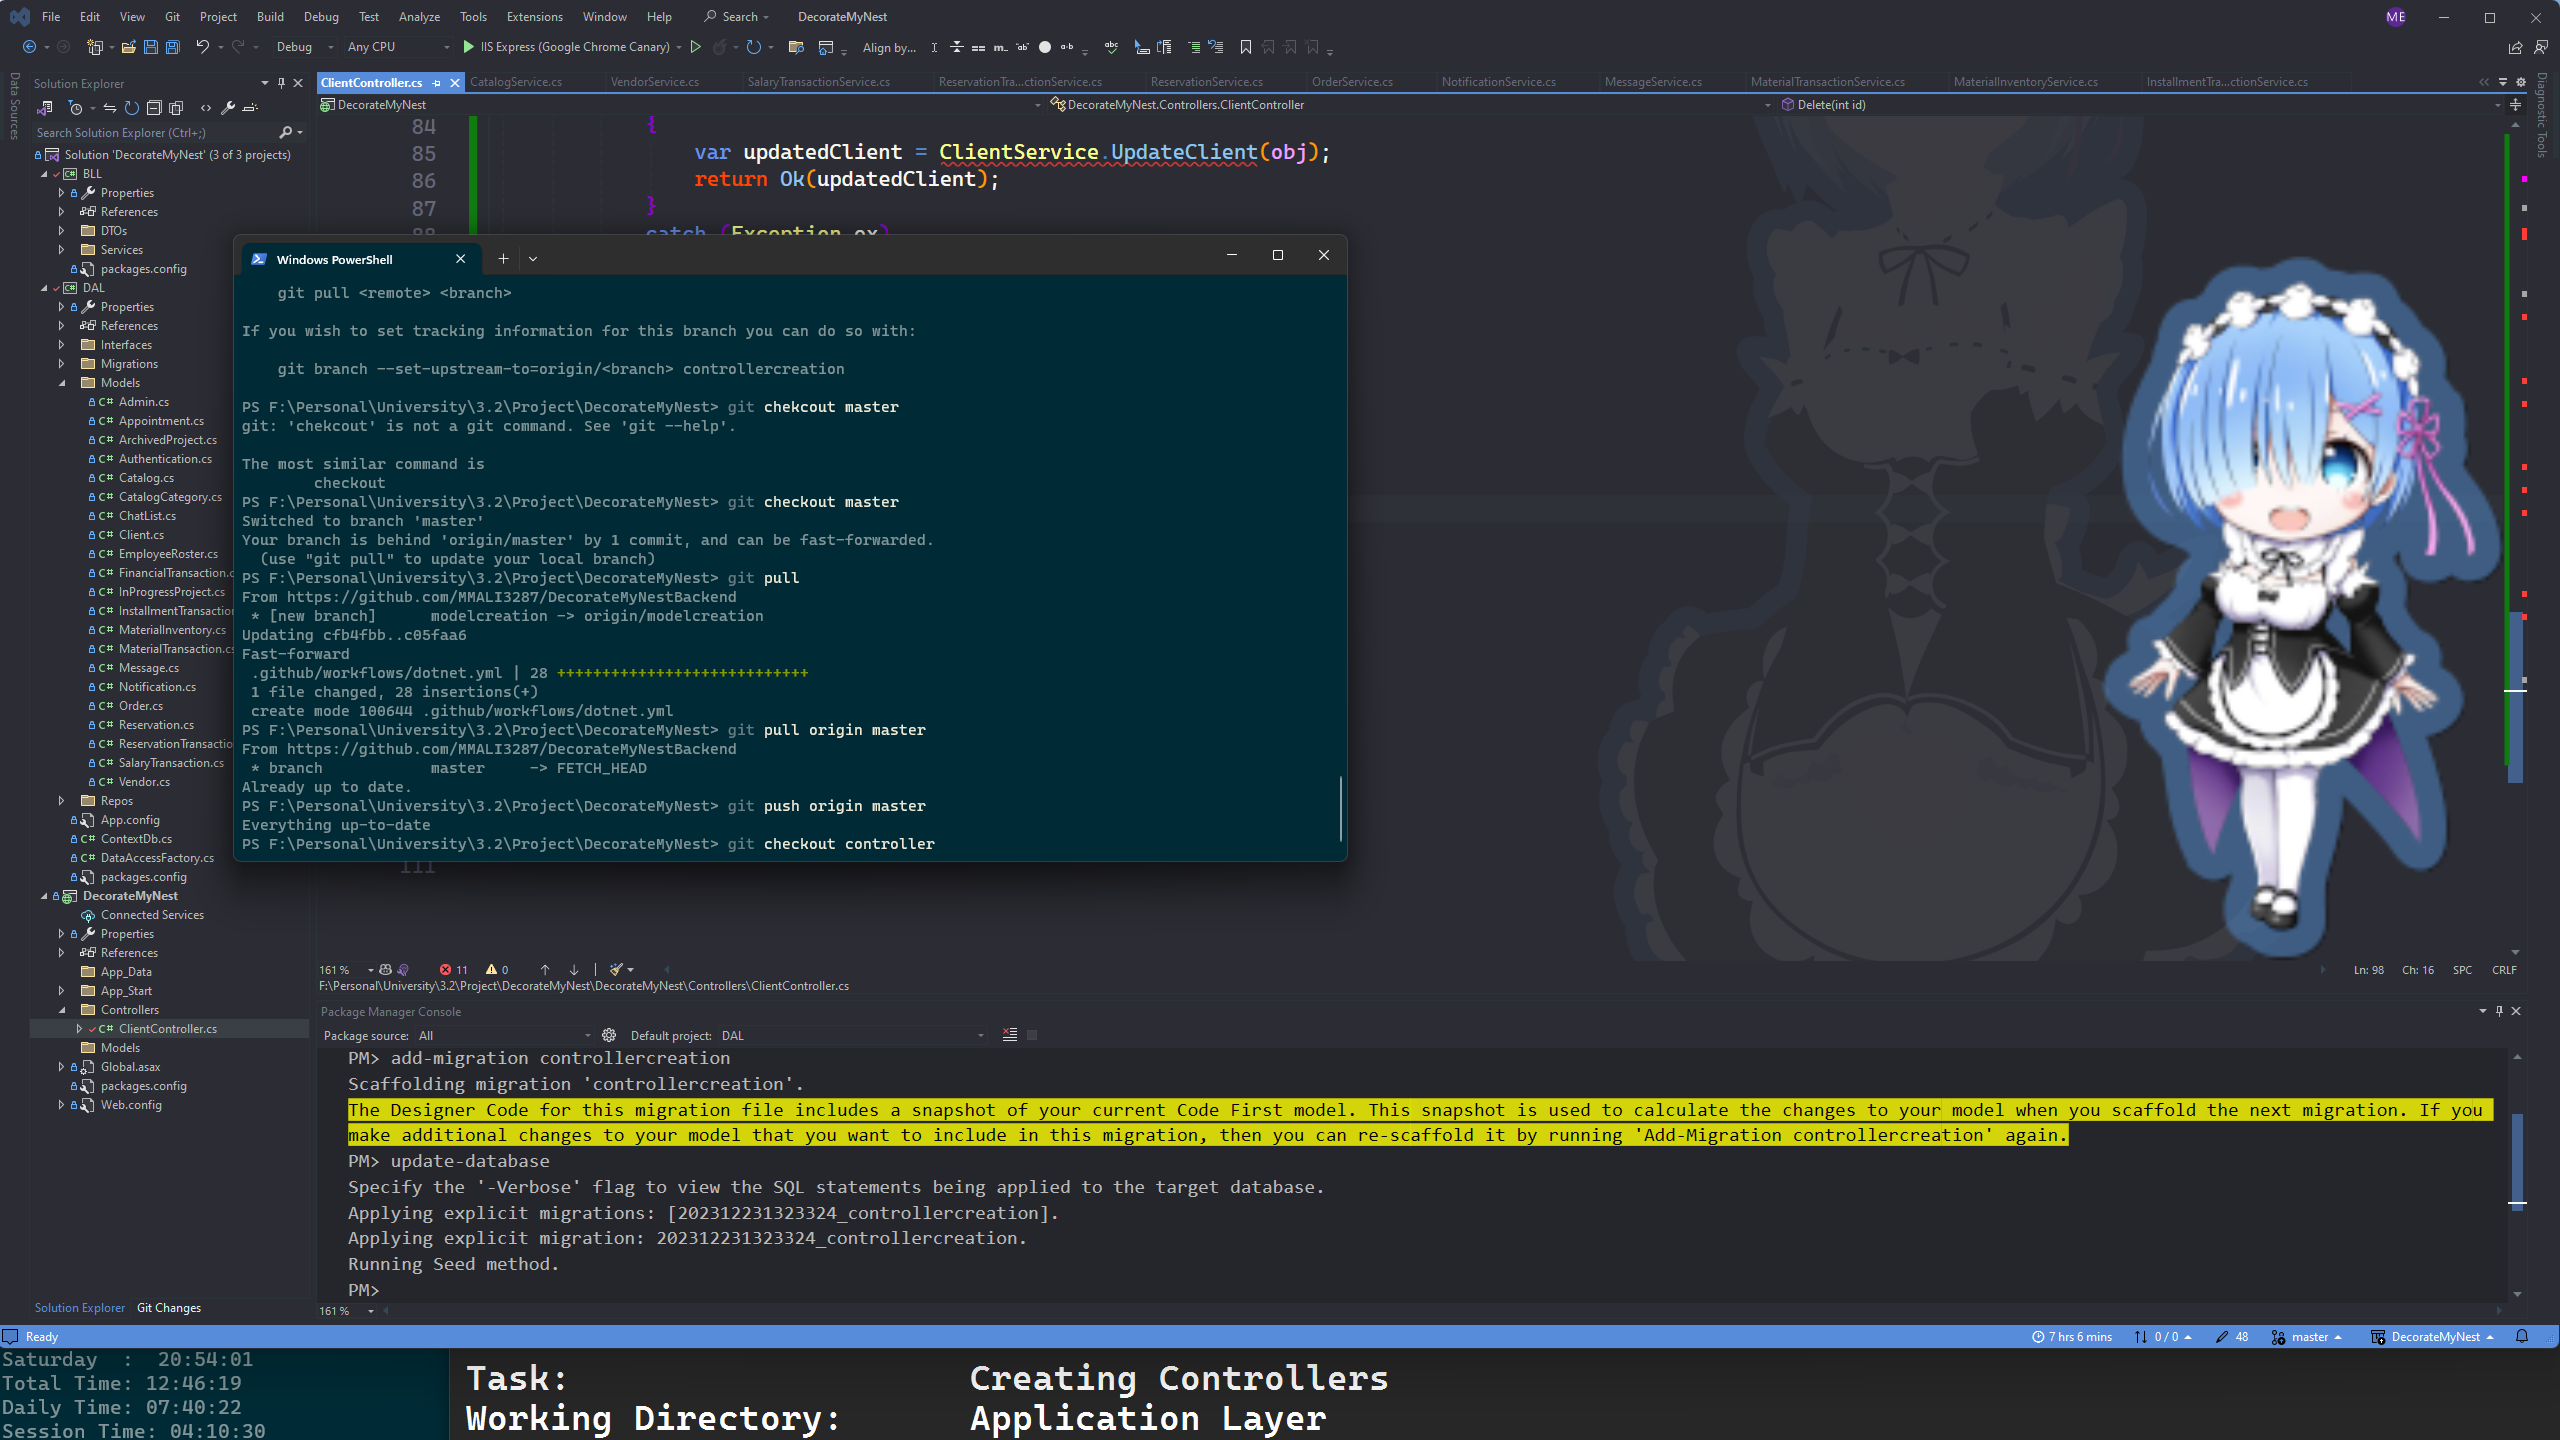 File Edit View Git Project Build Debug Test Analyze Tools Extensions Window Help Search DecorateMyNest ME
Debug Any CPU IIS Express (Google Chrome Canary) Align by...
Data Sources
Solution Explorer
Search Solution Explorer (Ctrl+;)
Solution 'DecorateMyNest' (3 of 3 projects)
BLL
Properties
References
DTOs
Services
packages.config
DAL
Properties
References
Interfaces
Migrations
Models
Admin.cs
Appointment.cs
ArchivedProject.cs
Authentication.cs
Catalog.cs
CatalogCategory.cs
ChatList.cs
Client.cs
EmployeeRoster.cs
FinancialTransaction.c
InProgressProject.cs
InstallmentTransaction
MaterialInventory.cs
MaterialTransaction.cs
Message.cs
Notification.cs
Order.cs
Reservation.cs
ReservationTransactio
SalaryTransaction.cs
Vendor.cs
Repos
App.config
ContextDb.cs
DataAccessFactory.cs
packages.config
DecorateMyNest
Connected Services
Properties
References
App_Data
App_Start
Controllers
ClientController.cs
Models
Global.asax
packages.config
Web.config
Solution Explorer Git Changes
ClientController.cs CatalogService.cs VendorService.cs SalaryTransactionService.cs ReservationTra...ctionService.cs ReservationService.cs OrderService.cs NotificationService.cs MessageService.cs MaterialTransactionService.cs MaterialInventoryService.cs InstallmentTra...ctionService.cs
DecorateMyNest DecorateMyNest.Controllers.ClientController Delete(int id)
Diagnostic Tools
84 {
85 var updatedClient = ClientService.UpdateClient(obj);
86 return Ok(updatedClient);
87 }
88 catch (Exception ex)
Windows PowerShell
git pull <remote> <branch>
If you wish to set tracking information for this branch you can do so with:
git branch --set-upstream-to=origin/<branch> controllercreation
PS F:\Personal\University\3.2\Project\DecorateMyNest> git chekcout master
git: 'chekcout' is not a git command. See 'git --help'.
The most similar command is
checkout
PS F:\Personal\University\3.2\Project\DecorateMyNest> git checkout master
Switched to branch 'master'
Your branch is behind 'origin/master' by 1 commit, and can be fast-forwarded.
(use "git pull" to update your local branch)
PS F:\Personal\University\3.2\Project\DecorateMyNest> git pull
From https://github.com/MMALI3287/DecorateMyNestBackend
* [new branch] modelcreation -> origin/modelcreation
Updating cfb4fbb..c05faa6
Fast-forward
.github/workflows/dotnet.yml | 28 ++++++++++++++++++++++++++++
1 file changed, 28 insertions(+)
create mode 100644 .github/workflows/dotnet.yml
PS F:\Personal\University\3.2\Project\DecorateMyNest> git pull origin master
From https://github.com/MMALI3287/DecorateMyNestBackend
* branch master -> FETCH_HEAD
Already up to date.
PS F:\Personal\University\3.2\Project\DecorateMyNest> git push origin master
Everything up-to-date
PS F:\Personal\University\3.2\Project\DecorateMyNest> git checkout controller
111
161 % 11 0 Ln: 98 Ch: 16 SPC CRLF
F:\Personal\University\3.2\Project\DecorateMyNest\DecorateMyNest\Controllers\ClientController.cs
Package Manager Console
Package source: All Default project: DAL
PM> add-migration controllercreation
Scaffolding migration 'controllercreation'.
The Designer Code for this migration file includes a snapshot of your current Code First model. This snapshot is used to calculate the changes to your model when you scaffold the next migration. If you
make additional changes to your model that you want to include in this migration, then you can re-scaffold it by running 'Add-Migration controllercreation' again.
PM> update-database
Specify the '-Verbose' flag to view the SQL statements being applied to the target database.
Applying explicit migrations: [202312231323324_controllercreation].
Applying explicit migration: 202312231323324_controllercreation.
Running Seed method.
PM>
161 %
Ready 7 hrs 6 mins 0 / 0 48 master DecorateMyNest
Saturday : 20:54:01
Total Time: 12:46:19
Daily Time: 07:40:22
Session Time: 04:10:30
Task: Creating Controllers
Working Directory: Application Layer